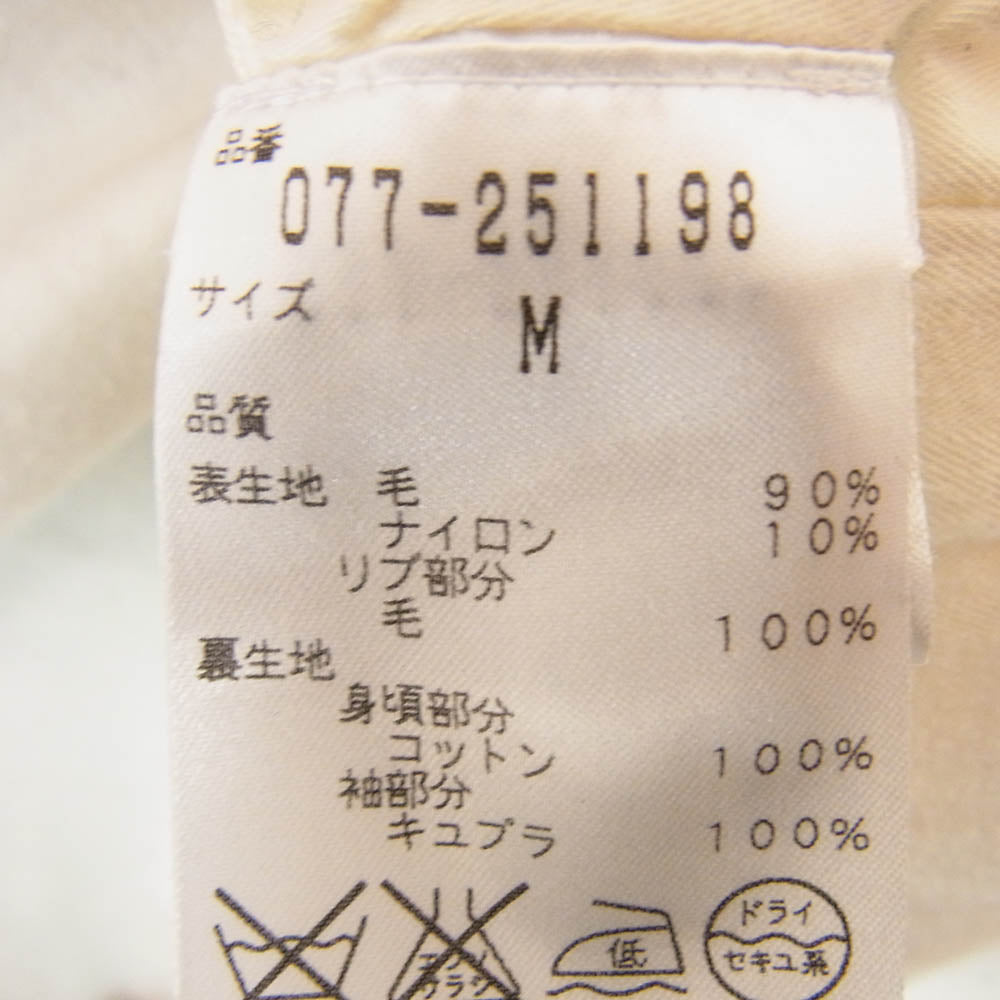 品番
077-251198
サイズ M
品質
表生地 毛 90%
ナイロン 10%
リブ部分
毛 100%
裏生地
身頃部分
コットン 100%
袖部分
キュプラ 100%
低
ドライ
セキユ系